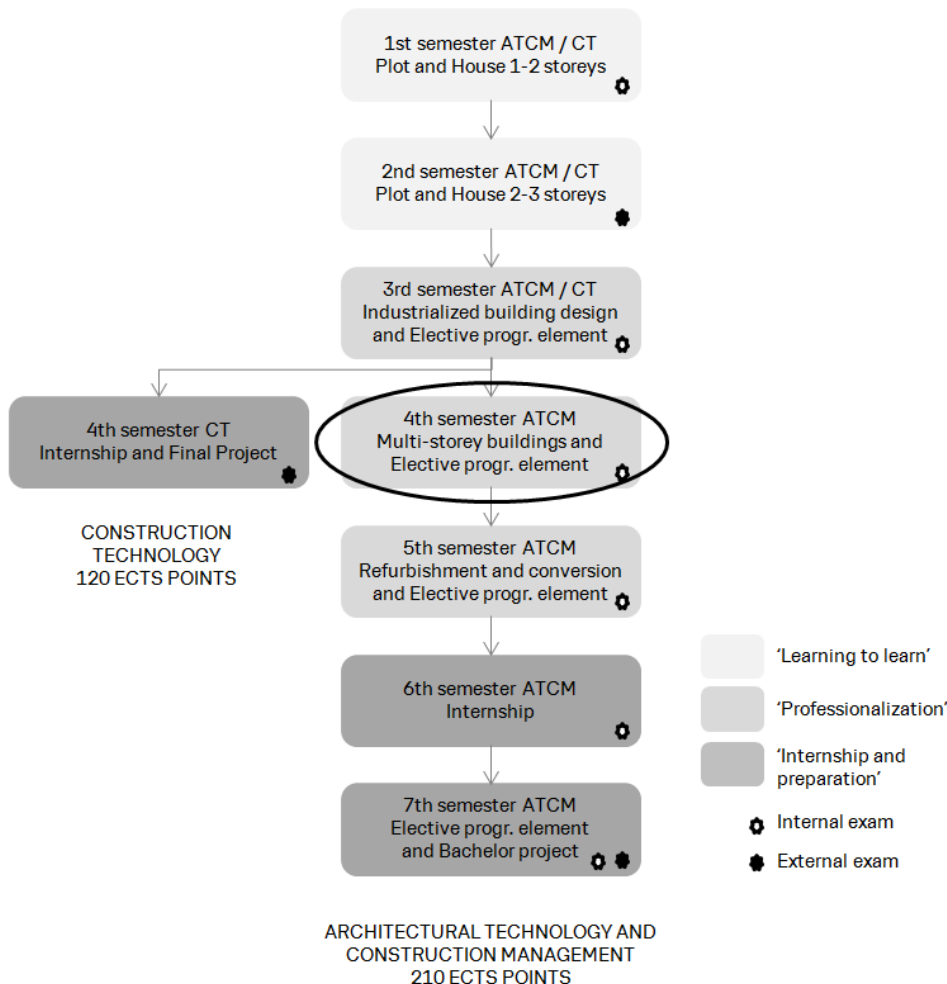 1st semester ATCM / CT
Plot and House 1-2 storeys
2nd semester ATCM / CT
Plot and House 2-3 storeys
3rd semester ATCM / CT
Industrialized building design
and Elective progr. element
4th semester CT
Internship and Final Project
4th semester ATCM
Multi-storey buildings and
Elective progr. element
CONSTRUCTION
TECHNOLOGY
120 ECTS POINTS
5th semester ATCM
Refurbishment and conversion
and Elective progr. element
6th semester ATCM
Internship
7th semester ATCM
Elective progr. element
and Bachelor project
'Learning to learn'
'Professionalization'
'Internship and
preparation'
Internal exam
External exam
ARCHITECTURAL TECHNOLOGY AND
CONSTRUCTION MANAGEMENT
210 ECTS POINTS